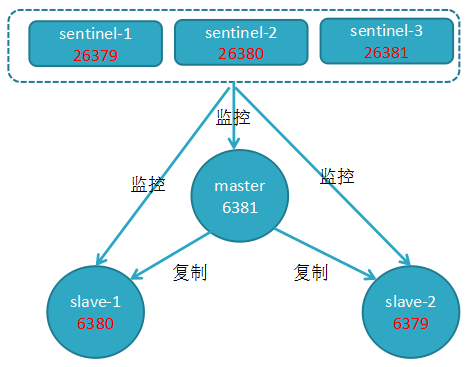 sentinel-1
26379
sentinel-2
26380
sentinel-3
26381
监控
监控
监控
master
6381
复制
复制
slave-1
6380
slave-2
6379